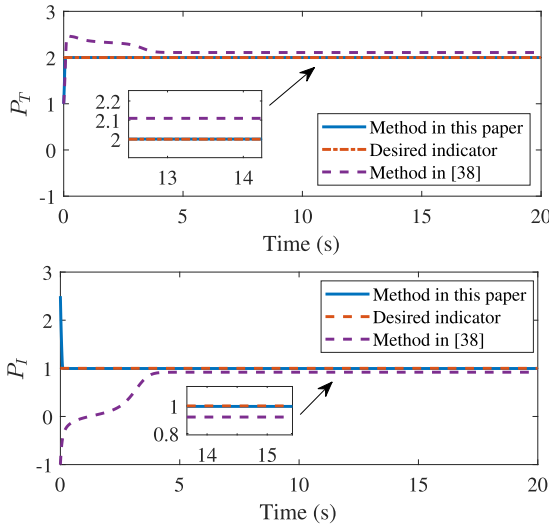 3
2
1
0
-1
P_T
2.2
2.1
2
13
14
Method in this paper
Desired indicator
Method in [38]
0
5
10
15
20
Time (s)
3
2
1
0
-1
P_I
Method in this paper
Desired indicator
Method in [38]
1
0.8
14
15
0
5
10
15
20
Time (s)